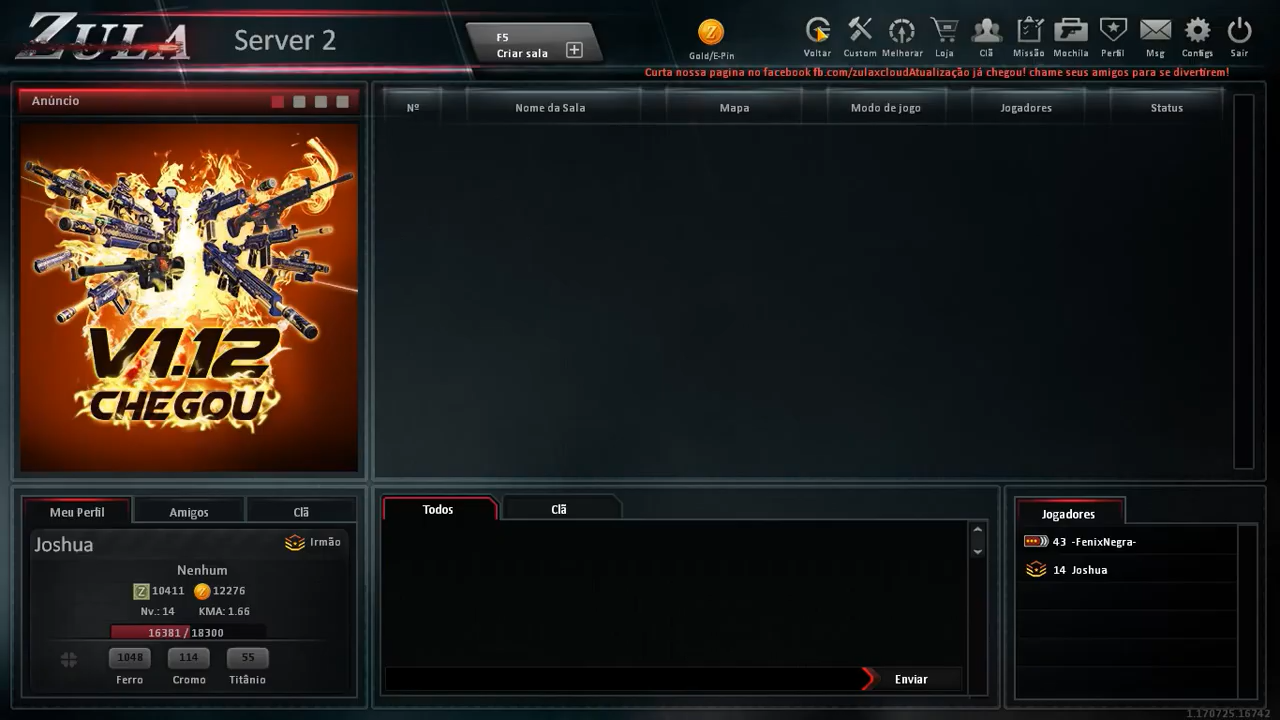 ZULA
Server 2
F5
Criar sala
Gold/E-Pin
Voltar
Custom
Melhorar
Loja
Clã
Missão
Mochila
Perfil
Msg
Configs
Sair
Curta nossa pagina no facebook fb.com/zulaxcloudAtualização já chegou! chame seus amigos para se divertirem!
Anúncio
Nº
Nome da Sala
Mapa
Modo de jogo
Jogadores
Status
V1.12
CHEGOU
Meu Perfil
Amigos
Clã
Joshua
Irmão
Nenhum
10411
12276
Nv.: 14
KMA: 1.66
16381 / 18300
1048
114
55
Ferro
Cromo
Titânio
Todos
Clã
Enviar
Jogadores
43 -FenixNegra-
14 Joshua
1.170725.16742